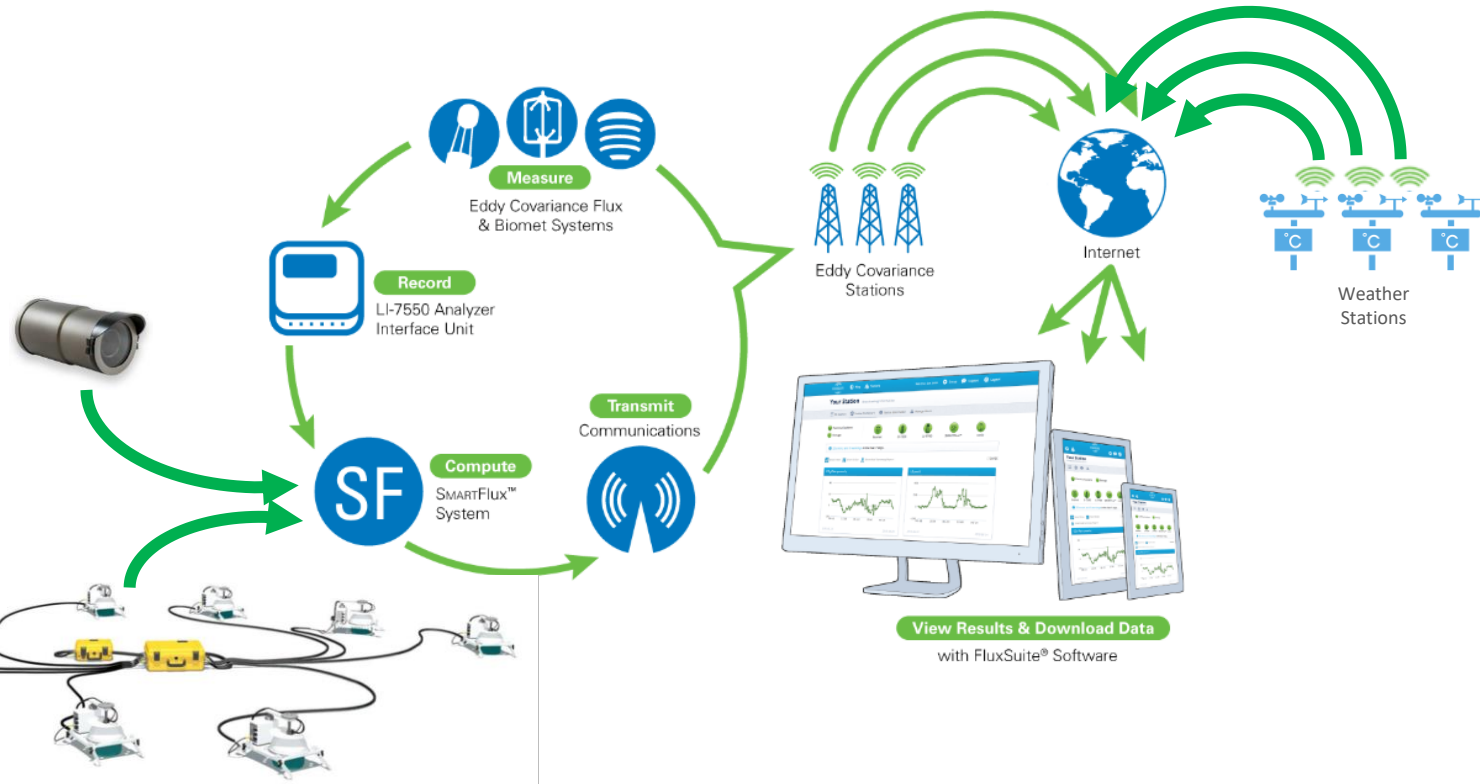 Measure
Eddy Covariance Flux
& Biomet Systems
Record
LI-7550 Analyzer
Interface Unit
SF
Compute
SMARTFlux™
System
Transmit
Communications
Eddy Covariance
Stations
Internet
°C
°C
°C
Weather
Stations
Your Station
View Results & Download Data
with FluxSuite® Software